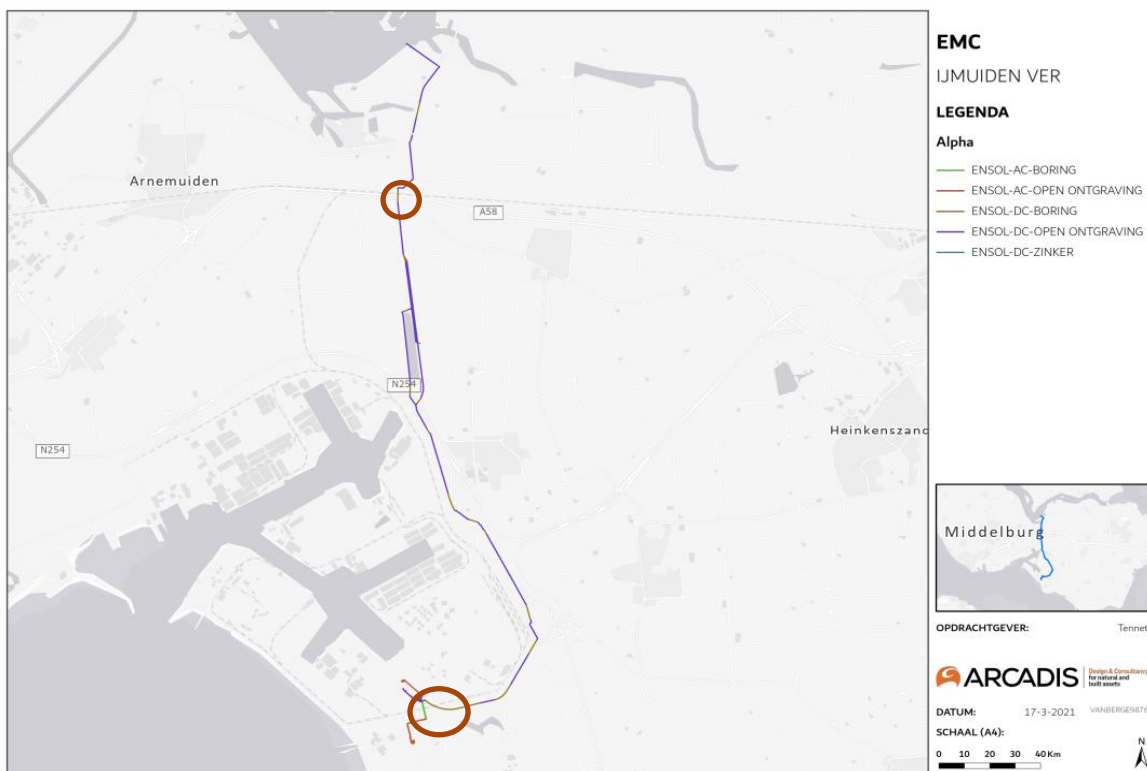 EMC
IJMUIDEN VER
LEGENDA
Alpha
ENSOL-AC-BORING
ENSOL-AC-OPEN ONTGRAVING
ENSOL-DC-BORING
ENSOL-DC-OPEN ONTGRAVING
ENSOL-DC-ZINKER
Arnemuiden
A58
N254
N254
Heinkenszand
Middelburg
OPDRACHTGEVER: Tennet
ARCADIS
Design & Consultancy
for natural and
built assets
DATUM: 17-3-2021 VANBERGE9876
SCHAAL (A4):
N
0 10 20 30 40 Km